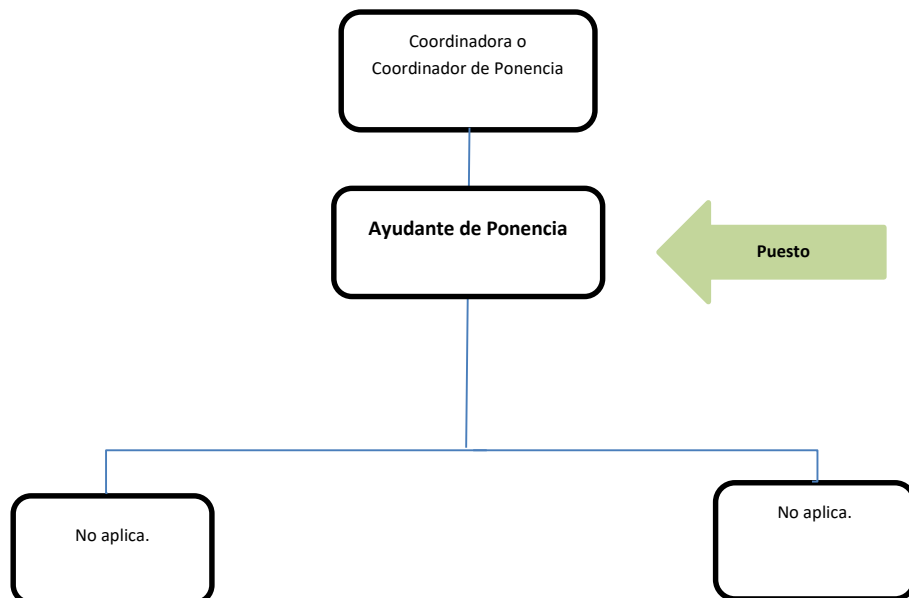 Coordinadora o
Coordinador de Ponencia
Ayudante de Ponencia
Puesto
No aplica.
No aplica.